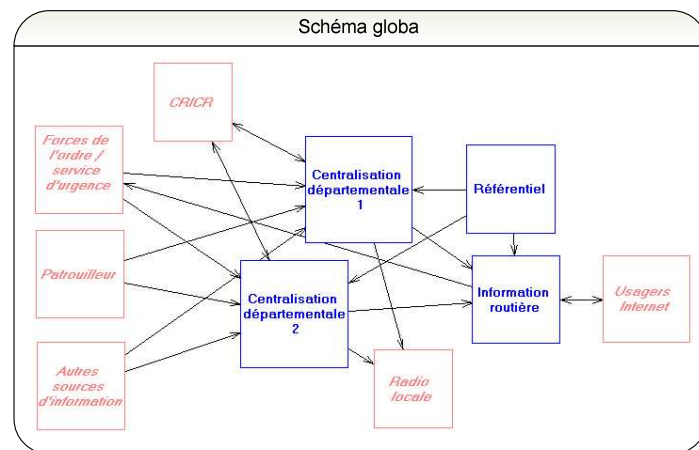 Schéma globa
CRICR
Forces de
l'ordre /
service
d'urgence
Centralisation
départementale
1
Référentiel
Patrouilleur
Centralisation
départementale
2
Information
routière
Usagers
Internet
Autres
sources
d'information
Radio
locale